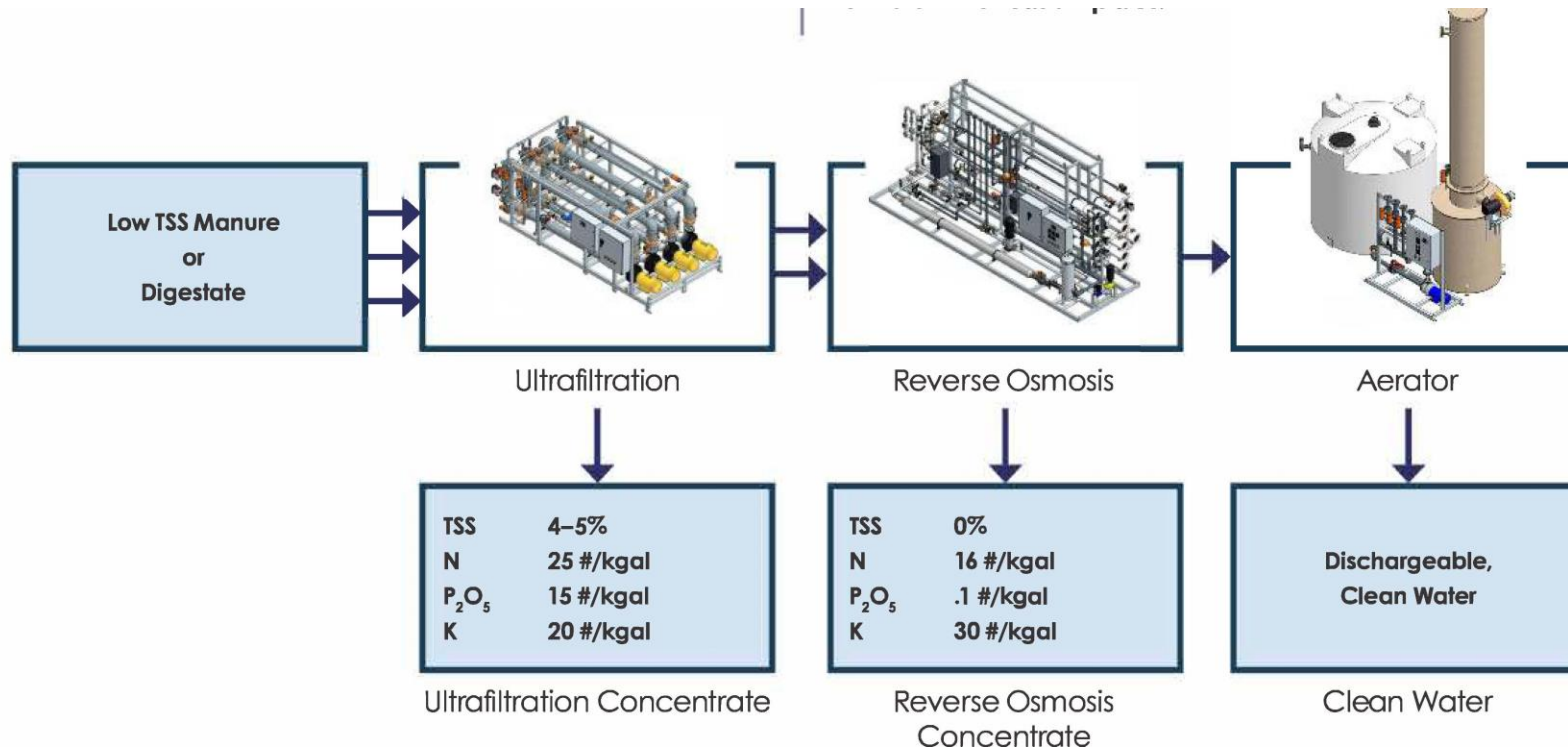 Low TSS Manure
or
Digestate
Ultrafiltration
Reverse Osmosis
Aerator
TSS 4–5%
N 25 #/kgal
P₂O₅ 15 #/kgal
K 20 #/kgal
TSS 0%
N 16 #/kgal
P₂O₅ .1 #/kgal
K 30 #/kgal
Dischargeable,
Clean Water
Ultrafiltration Concentrate
Reverse Osmosis
Concentrate
Clean Water